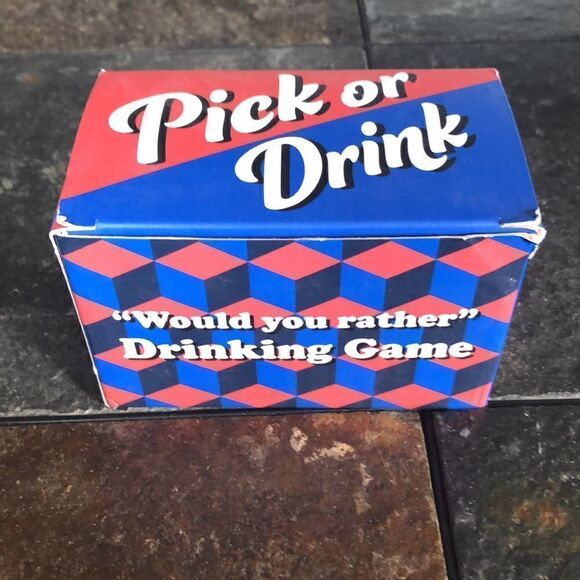 Pick or
Drink
"Would you rather"
Drinking Game